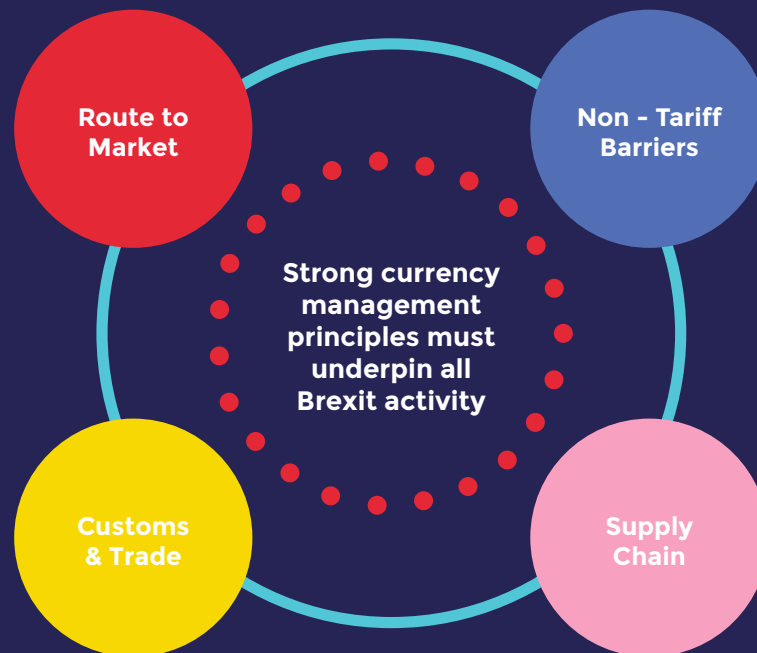 Route to
Market
Non - Tariff
Barriers
Strong currency
management
principles must
underpin all
Brexit activity
Customs
& Trade
Supply
Chain